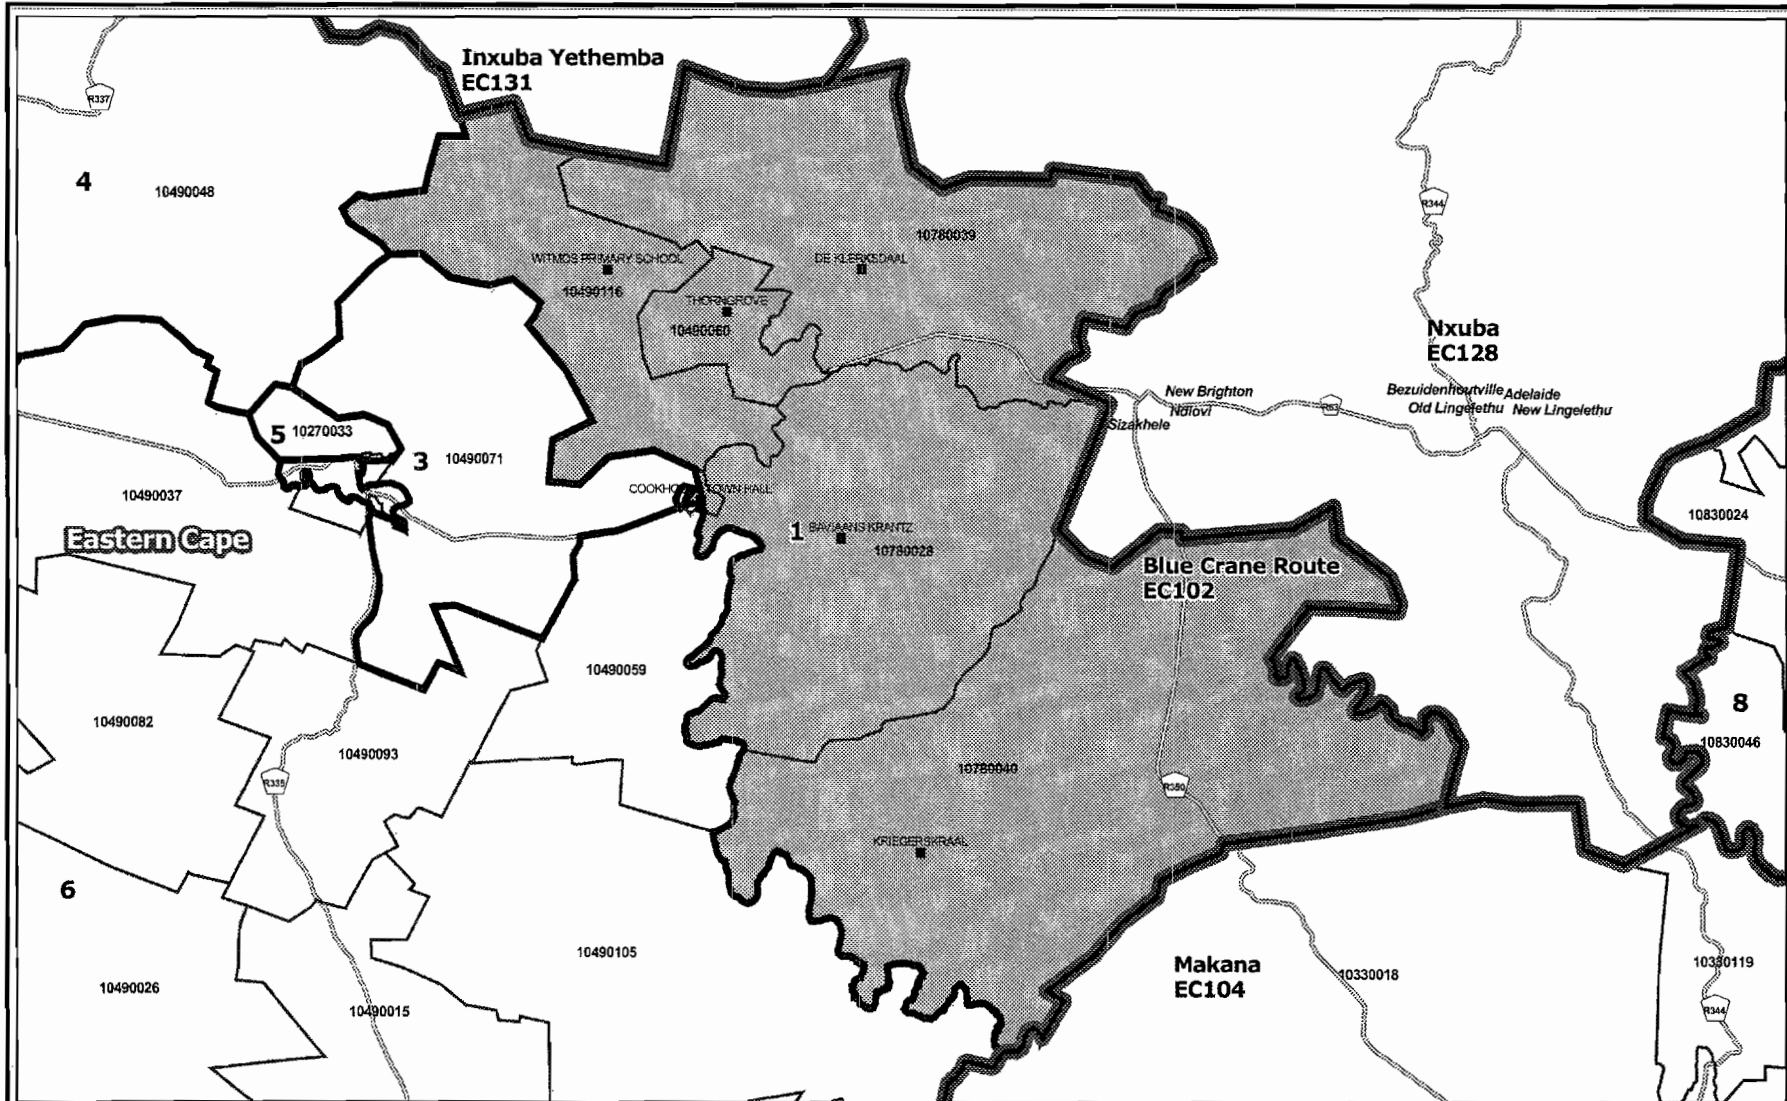 Inxuba Yethemba
EC131
R337
4
10490048
R344
10780039
WITMOS PRIMARY SCHOOL
DE KLERKSDAAL
10490116
THORNGROVE
10490060
Nxuba
EC128
New Brighton
Ndlovi
Sizakhele
R63
Bezuidenhoutville
Adelaide
Old Lingelethu
New Lingelethu
5
10270033
3
10490071
10490037
COOKHOUSE TOWN HALL
10830024
Eastern Cape
1
BAVIAANS KRANTZ
10780028
Blue Crane Route
EC102
10490059
10490082
10490093
8
10830046
10780040
R335
R350
KRIEGERSKRAAL
6
10490105
Makana
EC104
10330018
10330119
10490026
10490015
R344